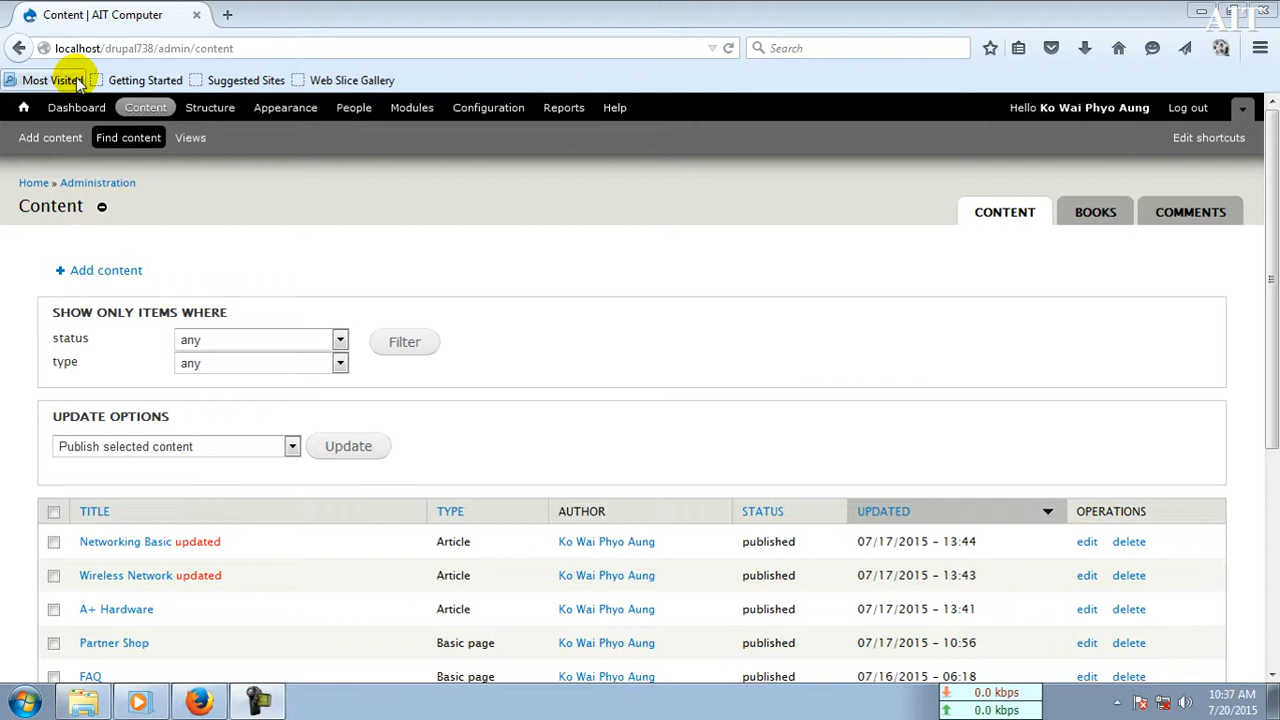 Content | AIT Computer
AIT
localhost/drupal738/admin/content
Search
Most Visited
Getting Started
Suggested Sites
Web Slice Gallery
Dashboard
Content
Structure
Appearance
People
Modules
Configuration
Reports
Help
Hello Ko Wai Phyo Aung
Log out
Add content
Find content
Views
Edit shortcuts
Home » Administration
Content
CONTENT
BOOKS
COMMENTS
+ Add content
SHOW ONLY ITEMS WHERE
status any
type any
Filter
UPDATE OPTIONS
Publish selected content Update
TITLE TYPE AUTHOR STATUS UPDATED OPERATIONS
Networking Basic updated Article Ko Wai Phyo Aung published 07/17/2015 – 13:44 edit delete
Wireless Network updated Article Ko Wai Phyo Aung published 07/17/2015 – 13:43 edit delete
A+ Hardware Article Ko Wai Phyo Aung published 07/17/2015 – 13:41 edit delete
Partner Shop Basic page Ko Wai Phyo Aung published 07/17/2015 – 10:56 edit delete
FAQ Basic page Ko Wai Phyo Aung published 07/16/2015 – 06:18 edit delete
0.0 kbps
0.0 kbps
10:37 AM
7/20/2015